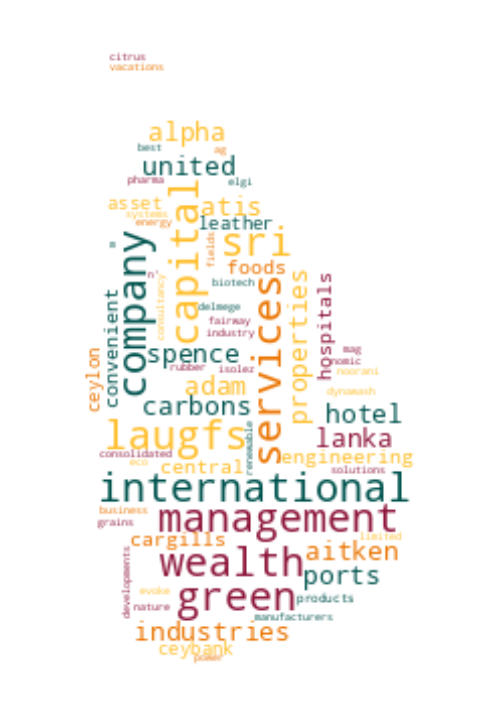 citrus
vacations
alpha
best
ag
united
pharma
elgi
capital
asset
atis
systems
energy
leather
company
sri
fields
foods
consultancy
biotech
services
properties
hospitals
convenient
delmege
fairway
industry
ceylon
spence
mag
rubber
isolez
nomic
noorani
adam
dynawash
carbons
hotel
laugfs
renewable
lanka
consolidated
eco
central
engineering
solutions
international
business
grains
management
cargills
limited
wealth
aitken
developments
ports
evoke
green
products
nature
manufacturers
industries
ceybank
power